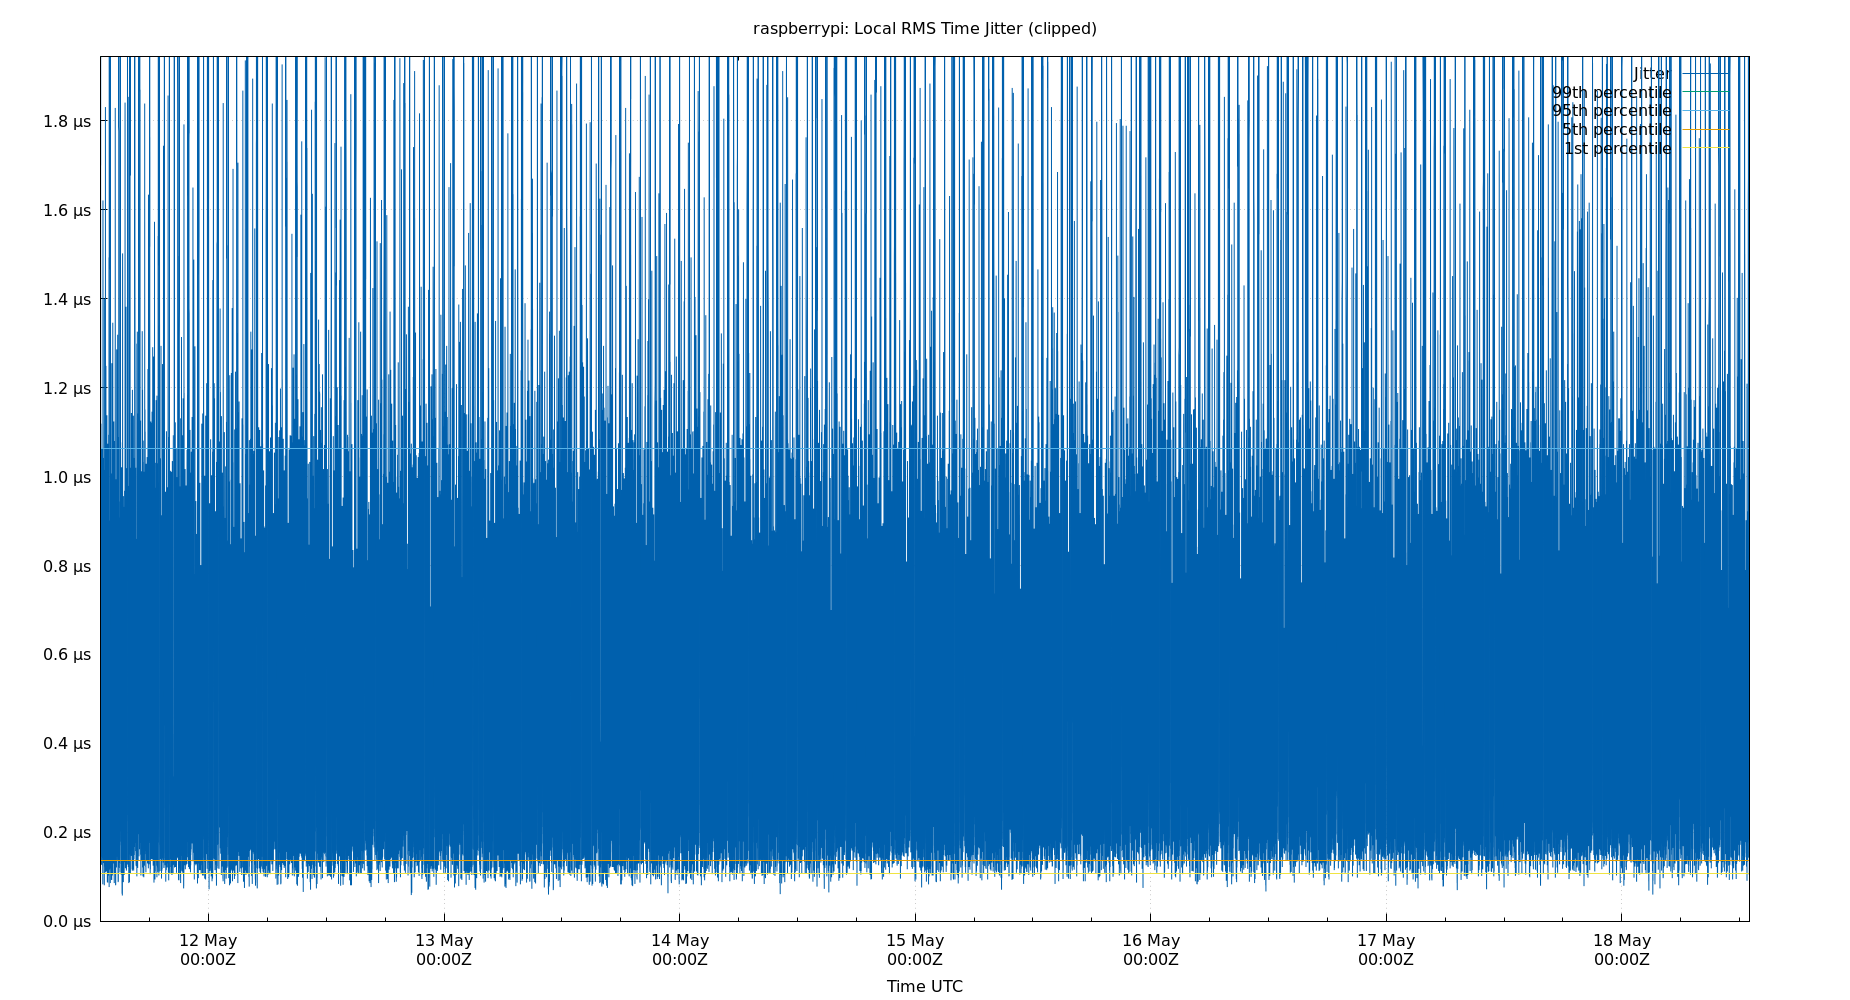 raspberrypi: Local RMS Time Jitter (clipped)
Jitter
99th percentile
95th percentile
5th percentile
1st percentile
1.8 µs
1.6 µs
1.4 µs
1.2 µs
1.0 µs
0.8 µs
0.6 µs
0.4 µs
0.2 µs
0.0 µs
12 May 13 May 14 May 15 May 16 May 17 May 18 May
00:00Z 00:00Z 00:00Z 00:00Z 00:00Z 00:00Z 00:00Z
Time UTC